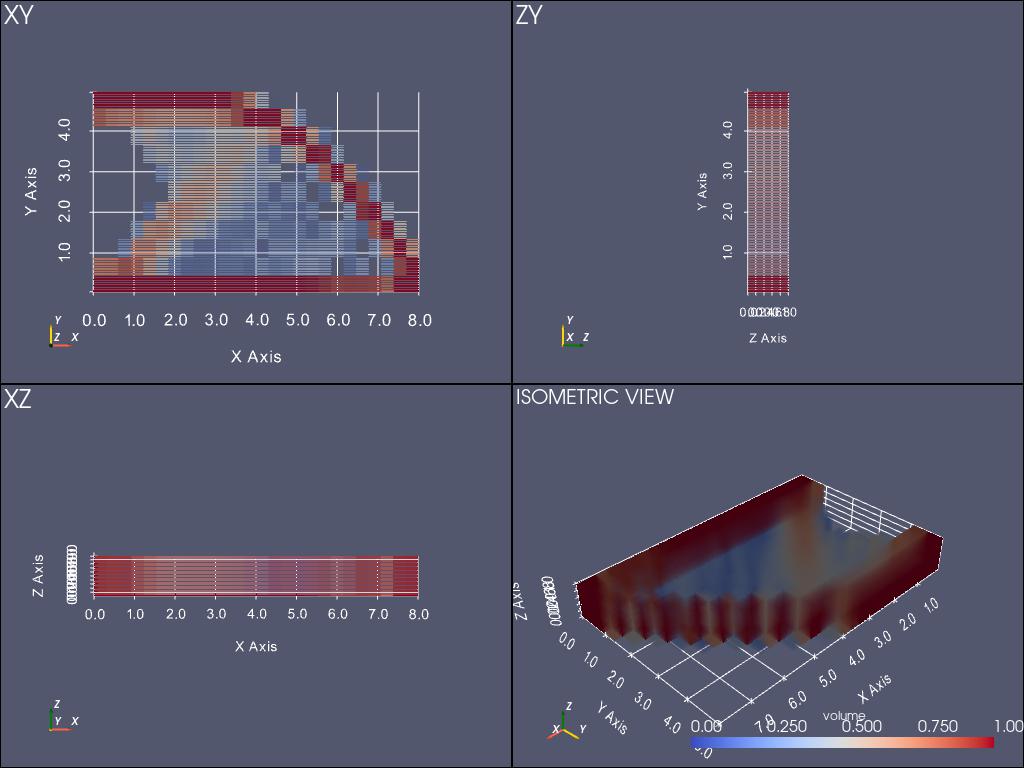 XY
4.0
3.0
2.0
1.0
Y Axis
0.0 1.0 2.0 3.0 4.0 5.0 6.0 7.0 8.0
X Axis
Y
Z X
ZY
4.0
3.0
2.0
1.0
Y Axis
Z Axis
Y
X Z
XZ
Z Axis
0.0 1.0 2.0 3.0 4.0 5.0 6.0 7.0 8.0
X Axis
Z
Y X
ISOMETRIC VIEW
Z Axis
0.0 1.0 2.0 3.0 4.0
Y Axis
1.0 2.0 3.0 4.0 5.0 6.0 7.0
X Axis
Z
X Y
volume
0.00 0.250 0.500 0.750 1.00